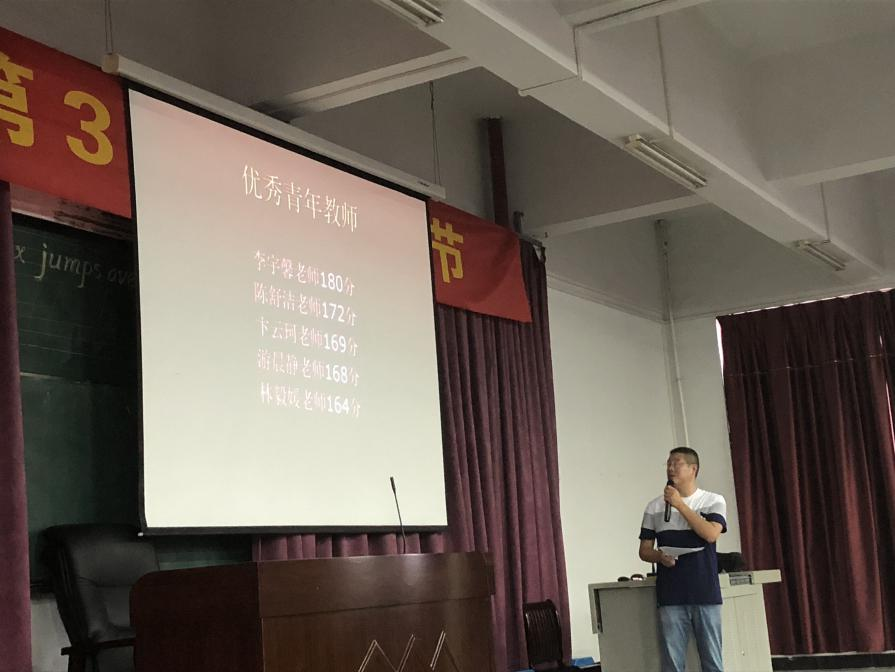 第3
节
x jumps ove
优秀青年教师
李宇馨老师180分
陈舒洁老师172分
卞云珂老师169分
游晨静老师168分
林毅媛老师164分